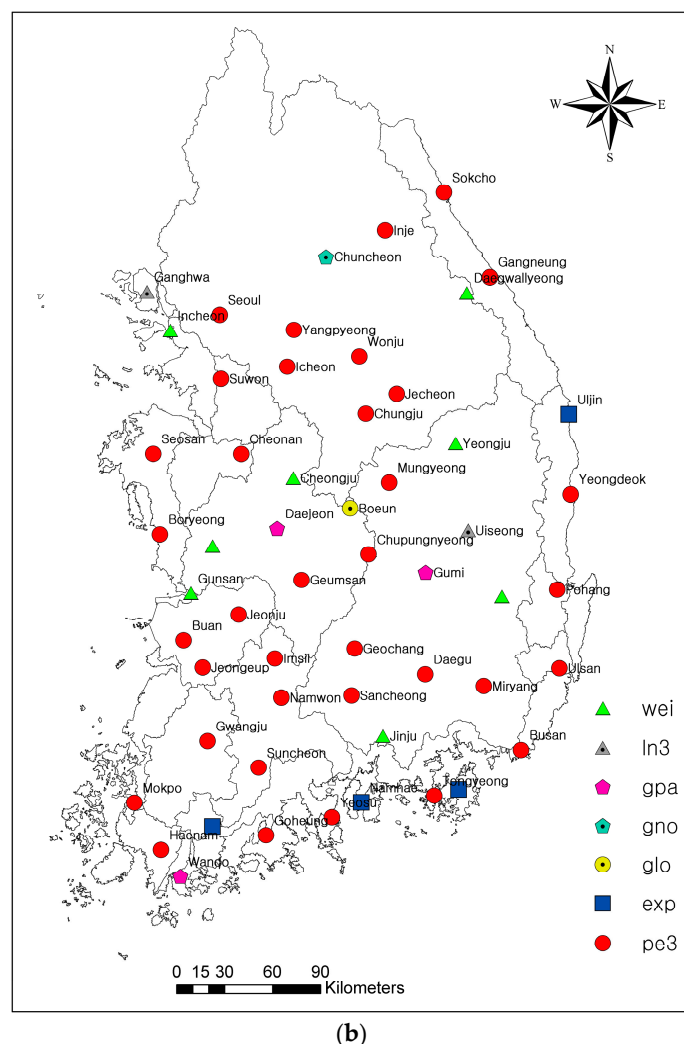 N
W E
S
Sokcho
Inje
Chuncheon
Gangneung
Daegwallyeong
Ganghwa
Incheon
Seoul
Yangpyeong
Wonju
Icheon
Suwon
Jecheon
Chungju
Uljin
Yeongju
Seosan
Cheonan
Cheongju
Mungyeong
Yeongdeok
Boryeong
Daejeon
Boeun
Uiseong
Chupungnyeong
Gumi
Gunsan
Geumsan
Pohang
Jeonju
Buan
Imsil
Jeongeup
Geochang
Daegu
Ulsan
Miryang
Namwon
Sancheong
Gwangju
Jinju
Busan
Suncheon
Mokpo
Namhae
Tongyeong
Yeosu
Goheung
Haenam
Wando
wei
ln3
gpa
gno
glo
exp
pe3
0 15 30 60 90
Kilometers
(b)